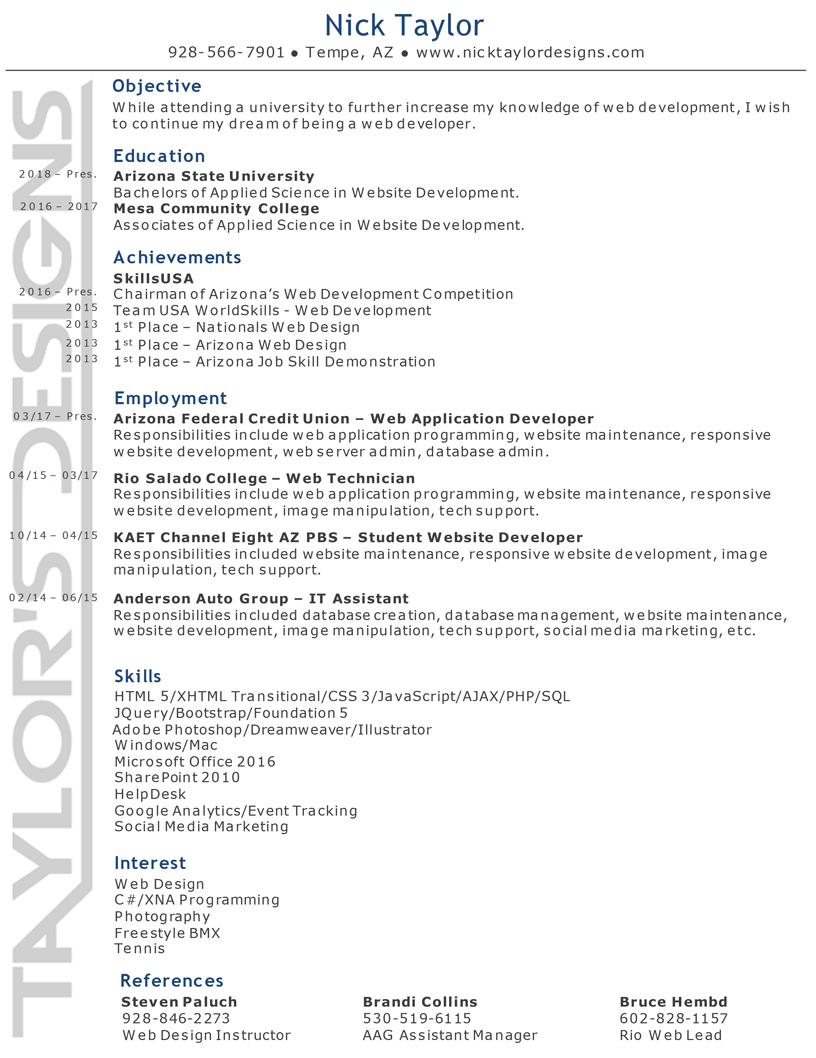 Nick Taylor
928-566-7901 ● Tempe, AZ ● www.nicktaylordesigns.com
TAYLOR'S DESIGNS
Objective
While attending a university to further increase my knowledge of web development, I wish
to continue my dream of being a web developer.
Education
2018 – Pres. Arizona State University
Bachelors of Applied Science in Website Development.
2016 – 2017 Mesa Community College
Associates of Applied Science in Website Development.
Achievements
SkillsUSA
2016 – Pres. Chairman of Arizona’s Web Development Competition
2015 Team USA WorldSkills - Web Development
2013 1st Place – Nationals Web Design
2013 1st Place – Arizona Web Design
2013 1st Place – Arizona Job Skill Demonstration
Employment
03/17 – Pres. Arizona Federal Credit Union – Web Application Developer
Responsibilities include web application programming, website maintenance, responsive
website development, web server admin, database admin.
04/15 – 03/17 Rio Salado College – Web Technician
Responsibilities include web application programming, website maintenance, responsive
website development, image manipulation, tech support.
10/14 – 04/15 KAET Channel Eight AZ PBS – Student Website Developer
Responsibilities included website maintenance, responsive website development, image
manipulation, tech support.
02/14 – 06/15 Anderson Auto Group – IT Assistant
Responsibilities included database creation, database management, website maintenance,
website development, image manipulation, tech support, social media marketing, etc.
Skills
HTML 5/XHTML Transitional/CSS 3/JavaScript/AJAX/PHP/SQL
JQuery/Bootstrap/Foundation 5
Adobe Photoshop/Dreamweaver/Illustrator
Windows/Mac
Microsoft Office 2016
SharePoint 2010
HelpDesk
Google Analytics/Event Tracking
Social Media Marketing
Interest
Web Design
C#/XNA Programming
Photography
Freestyle BMX
Tennis
References
Steven Paluch Brandi Collins Bruce Hembd
928-846-2273 530-519-6115 602-828-1157
Web Design Instructor AAG Assistant Manager Rio Web Lead